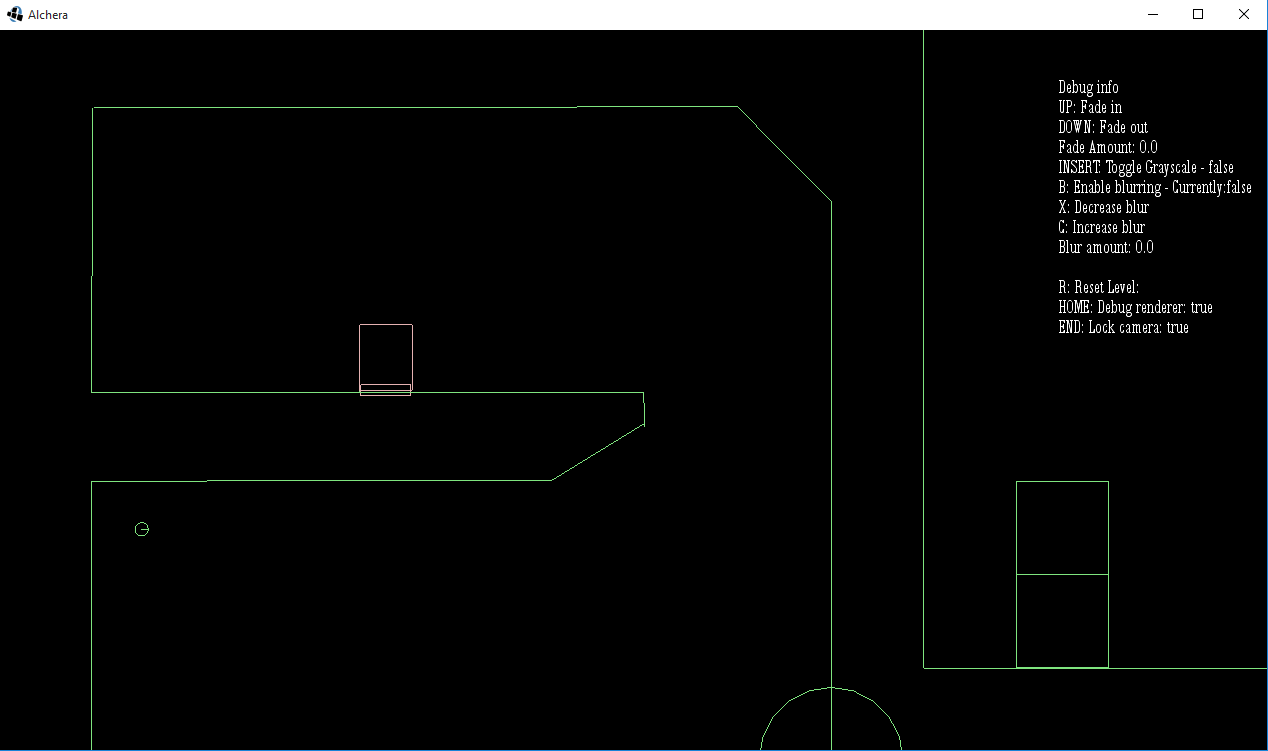 Alchera
Debug info
UP: Fade in
DOWN: Fade out
Fade Amount: 0.0
INSERT: Toggle Grayscale - false
B: Enable blurring - Currently:false
X: Decrease blur
C: Increase blur
Blur amount: 0.0
R: Reset Level:
HOME: Debug renderer: true
END: Lock camera: true